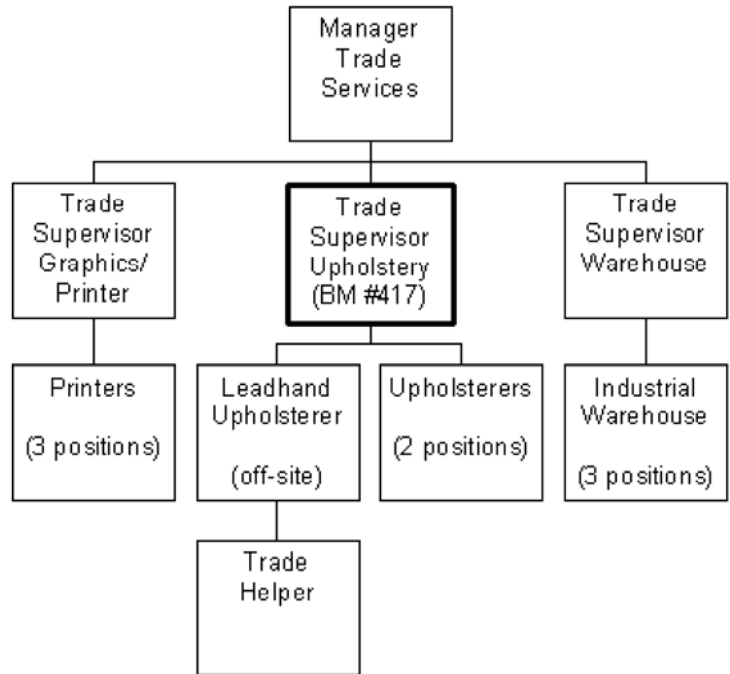 Manager
Trade
Services
Trade
Supervisor
Graphics/
Printer
Trade
Supervisor
Upholstery
(BM #417)
Trade
Supervisor
Warehouse
Printers
(3 positions)
Leadhand
Upholsterer
(off-site)
Upholsterers
(2 positions)
Industrial
Warehouse
(3 positions)
Trade
Helper